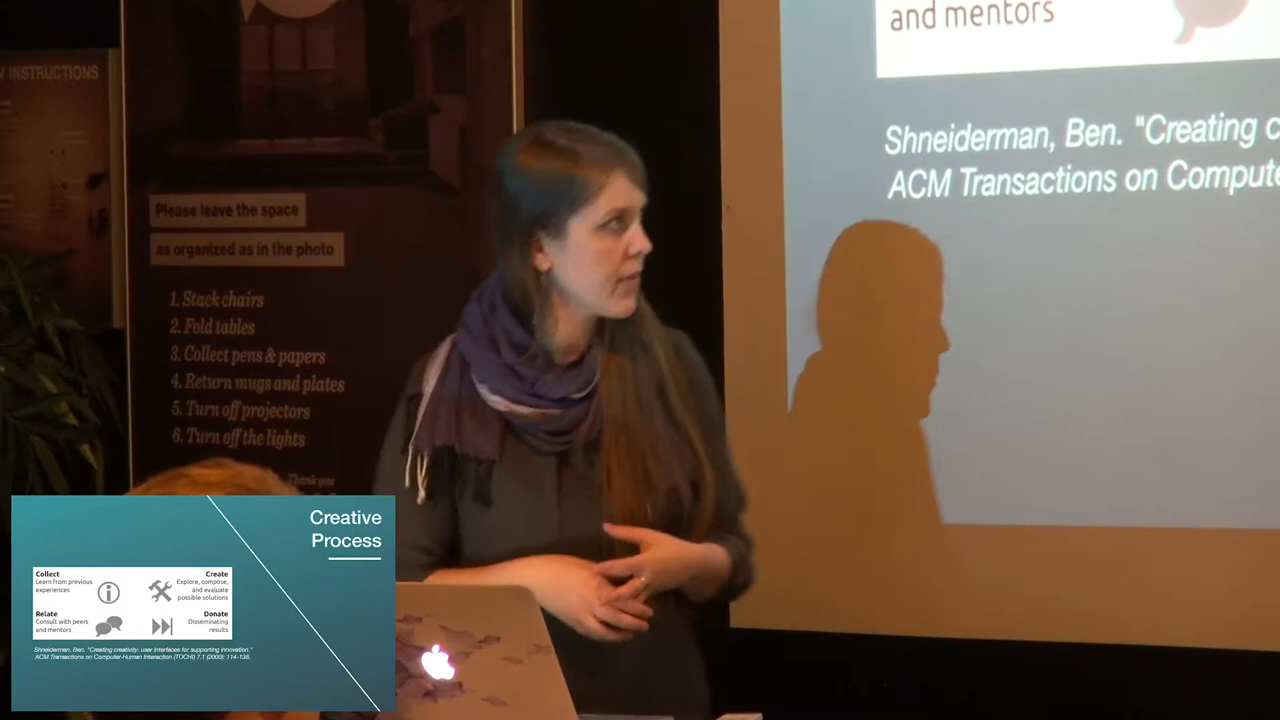 INSTRUCTIONS
Please leave the space
as organized as in the photo
1. Stack chairs
2. Fold tables
3. Collect pens & papers
4. Return mugs and plates
5. Turn off projectors
6. Turn off the lights
Thank you
and mentors
Shneiderman, Ben. "Creating
ACM Transactions on
Creative
Process
Collect
Learn from previous
experiences
Create
Explore, compose,
and evaluate
possible solutions
Relate
Consult with peers
and mentors
Donate
Disseminating
results
Shneiderman, Ben. "Creating creativity: user interfaces for supporting innovation."
ACM Transactions on Computer-Human Interaction (TOCHI) 7.1 (2000): 114-138.